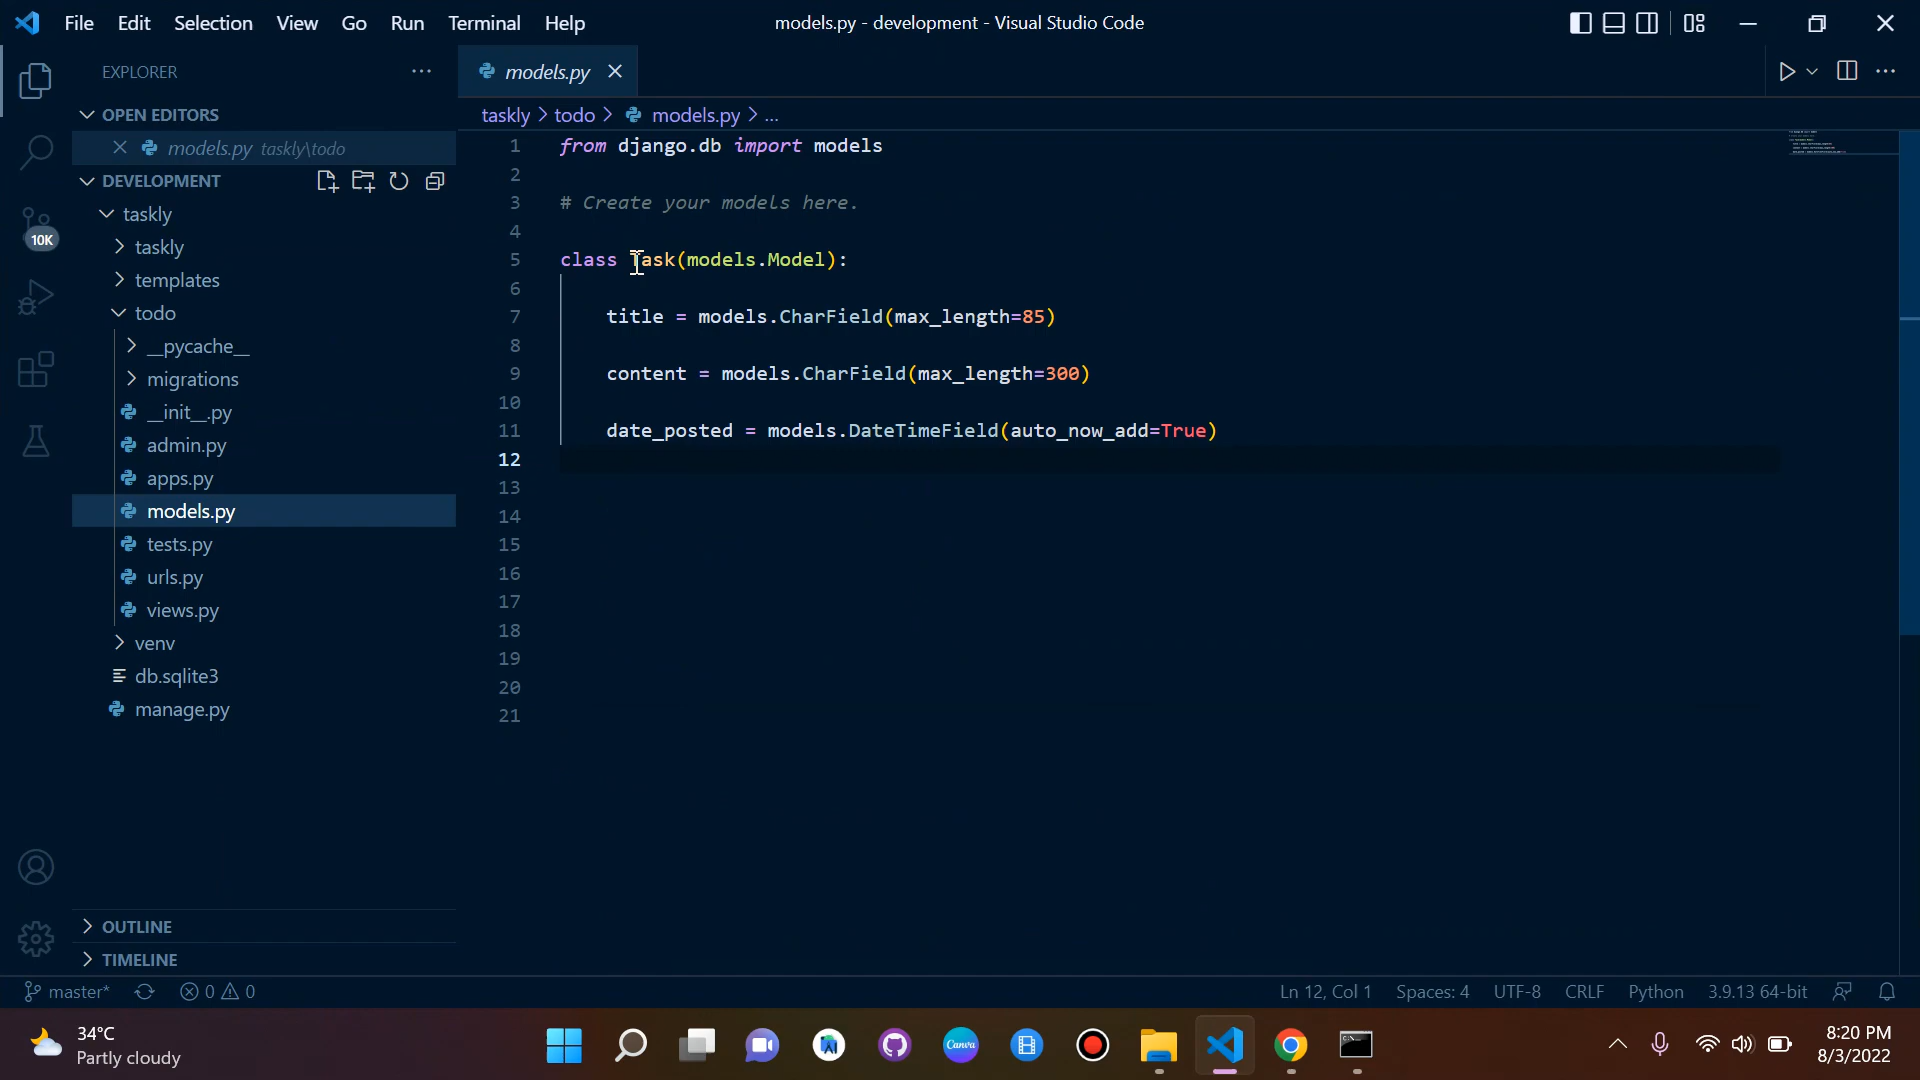 File Edit Selection View Go Run Terminal Help
models.py - development - Visual Studio Code
EXPLORER
OPEN EDITORS
models.py taskly\todo
DEVELOPMENT
taskly
taskly
templates
todo
__pycache__
migrations
__init__.py
admin.py
apps.py
models.py
tests.py
urls.py
views.py
venv
db.sqlite3
manage.py
OUTLINE
TIMELINE
10K
models.py
taskly > todo > models.py > ...
1 from django.db import models
2
3 # Create your models here.
4
5 class Task(models.Model):
6
7 title = models.CharField(max_length=85)
8
9 content = models.CharField(max_length=300)
10
11 date_posted = models.DateTimeField(auto_now_add=True)
12
13
14
15
16
17
18
19
20
21
master* 0 0 Ln 12, Col 1 Spaces: 4 UTF-8 CRLF Python 3.9.13 64-bit
34°C
Partly cloudy
Canva
8:20 PM
8/3/2022